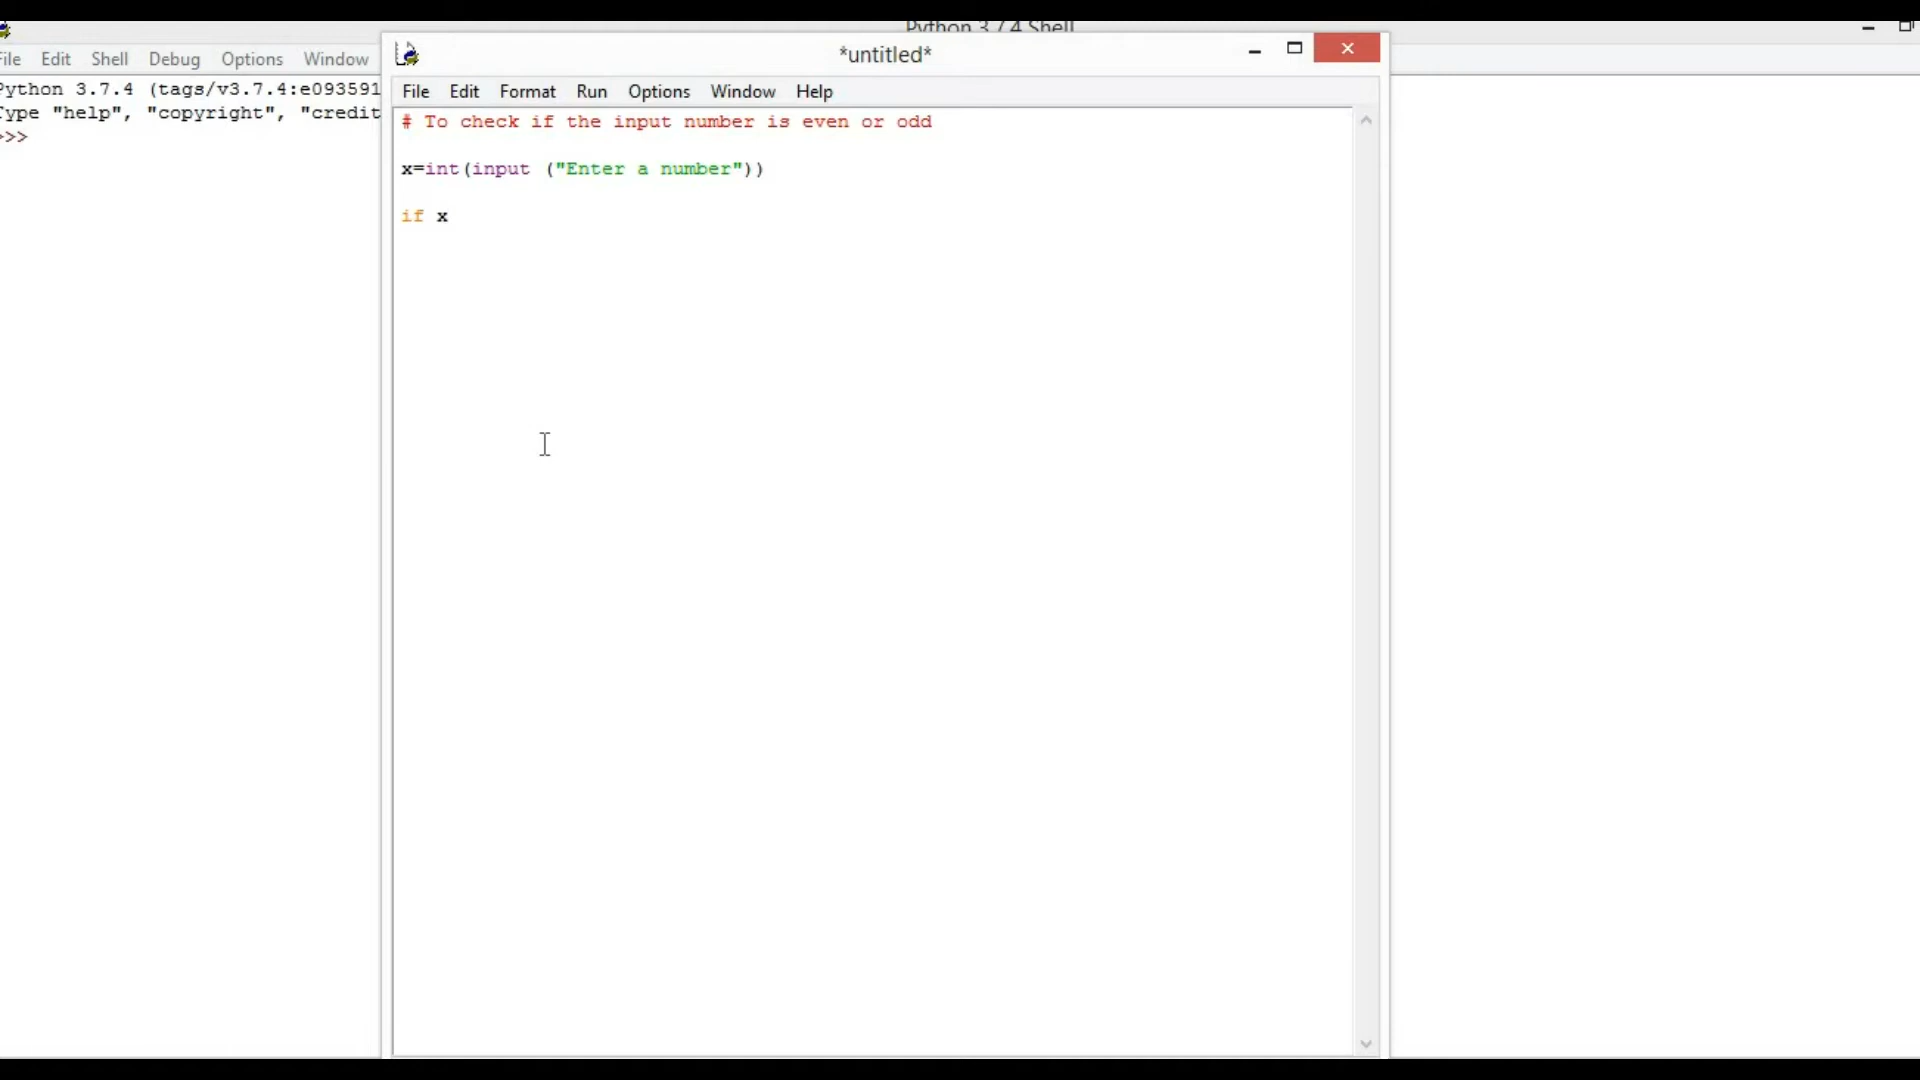 Python 3.7.4 Shell
File Edit Shell Debug Options Window
Python 3.7.4 (tags/v3.7.4:e093591
Type "help", "copyright", "credit
>>>
*untitled*
File Edit Format Run Options Window Help
# To check if the input number is even or odd
x=int(input ("Enter a number"))
if x